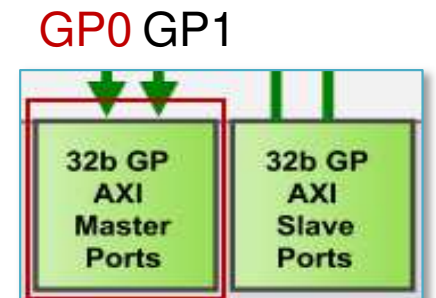 GP0 GP1
32b GP
AXI
Master
Ports
32b GP
AXI
Slave
Ports